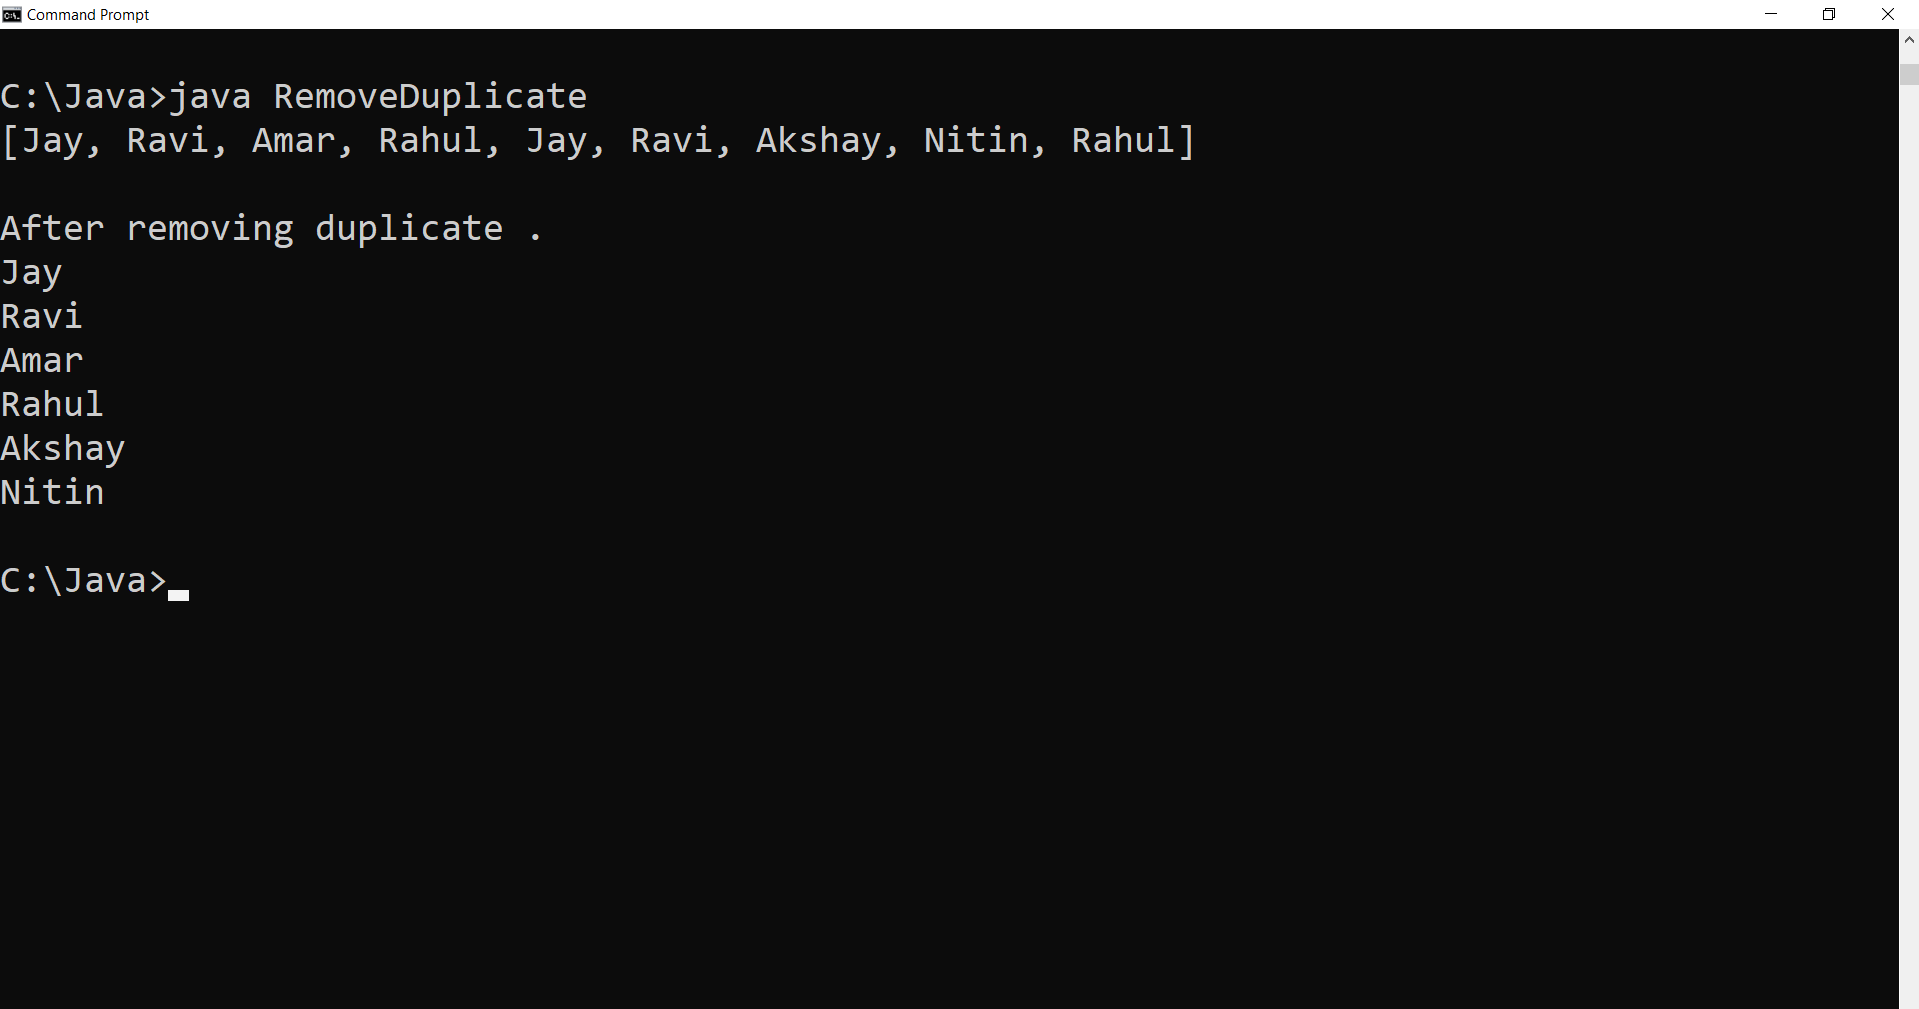 Command Prompt
C:\Java>java RemoveDuplicate
[Jay, Ravi, Amar, Rahul, Jay, Ravi, Akshay, Nitin, Rahul]
After removing duplicate .
Jay
Ravi
Amar
Rahul
Akshay
Nitin
C:\Java>